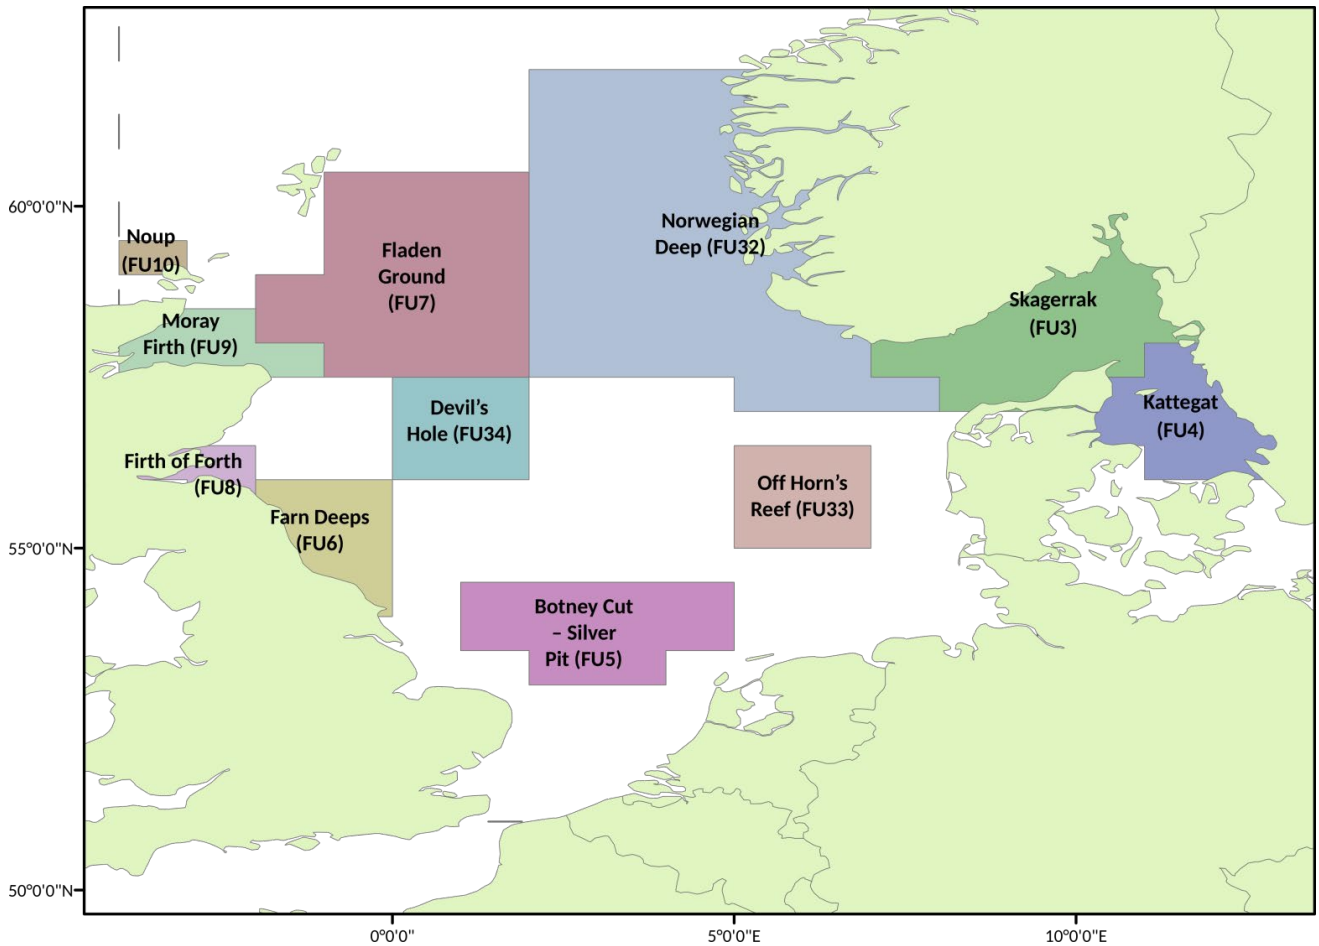 60°0'0"N
Noup
(FU10)
Fladen
Ground
(FU7)
Norwegian
Deep (FU32)
Skagerrak
(FU3)
Moray
Firth (FU9)
Devil’s
Hole (FU34)
Kattegat
(FU4)
Firth of Forth
(FU8)
Off Horn’s
Reef (FU33)
Farn Deeps
(FU6)
55°0'0"N
Botney Cut
– Silver
Pit (FU5)
50°0'0"N
0°0'0"
5°0'0"E
10°0'0"E